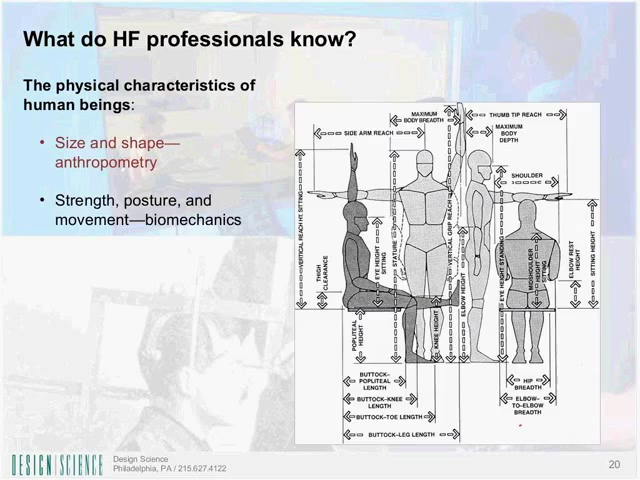 What do HF professionals know?
The physical characteristics of
human beings:
• Size and shape—
anthropometry
• Strength, posture, and
movement—biomechanics
MAXIMUM
BODY BREADTH
THUMB TIP REACH
SIDE ARM REACH
MAXIMUM
BODY
DEPTH
SHOULDER
VERTICAL REACH HT. SITTING
THIGH
CLEARANCE
EYE HEIGHT
SITTING
STATURE
VERTICAL GRIP REACH
ELBOW HEIGHT
EYE HEIGHT STANDING
MIDSHOULDER
HEIGHT
SITTING
ELBOW REST
HEIGHT
SITTING HEIGHT
POPLITEAL
HEIGHT
KNEE HEIGHT
BUTTOCK–
POPLITEAL
LENGTH
BUTTOCK–KNEE
LENGTH
BUTTOCK–TOE LENGTH
BUTTOCK–LEG LENGTH
HIP
BREADTH
ELBOW–
TO–ELBOW
BREADTH
DESIGN SCIENCE
Design Science
Philadelphia, PA / 215.627.4122
20